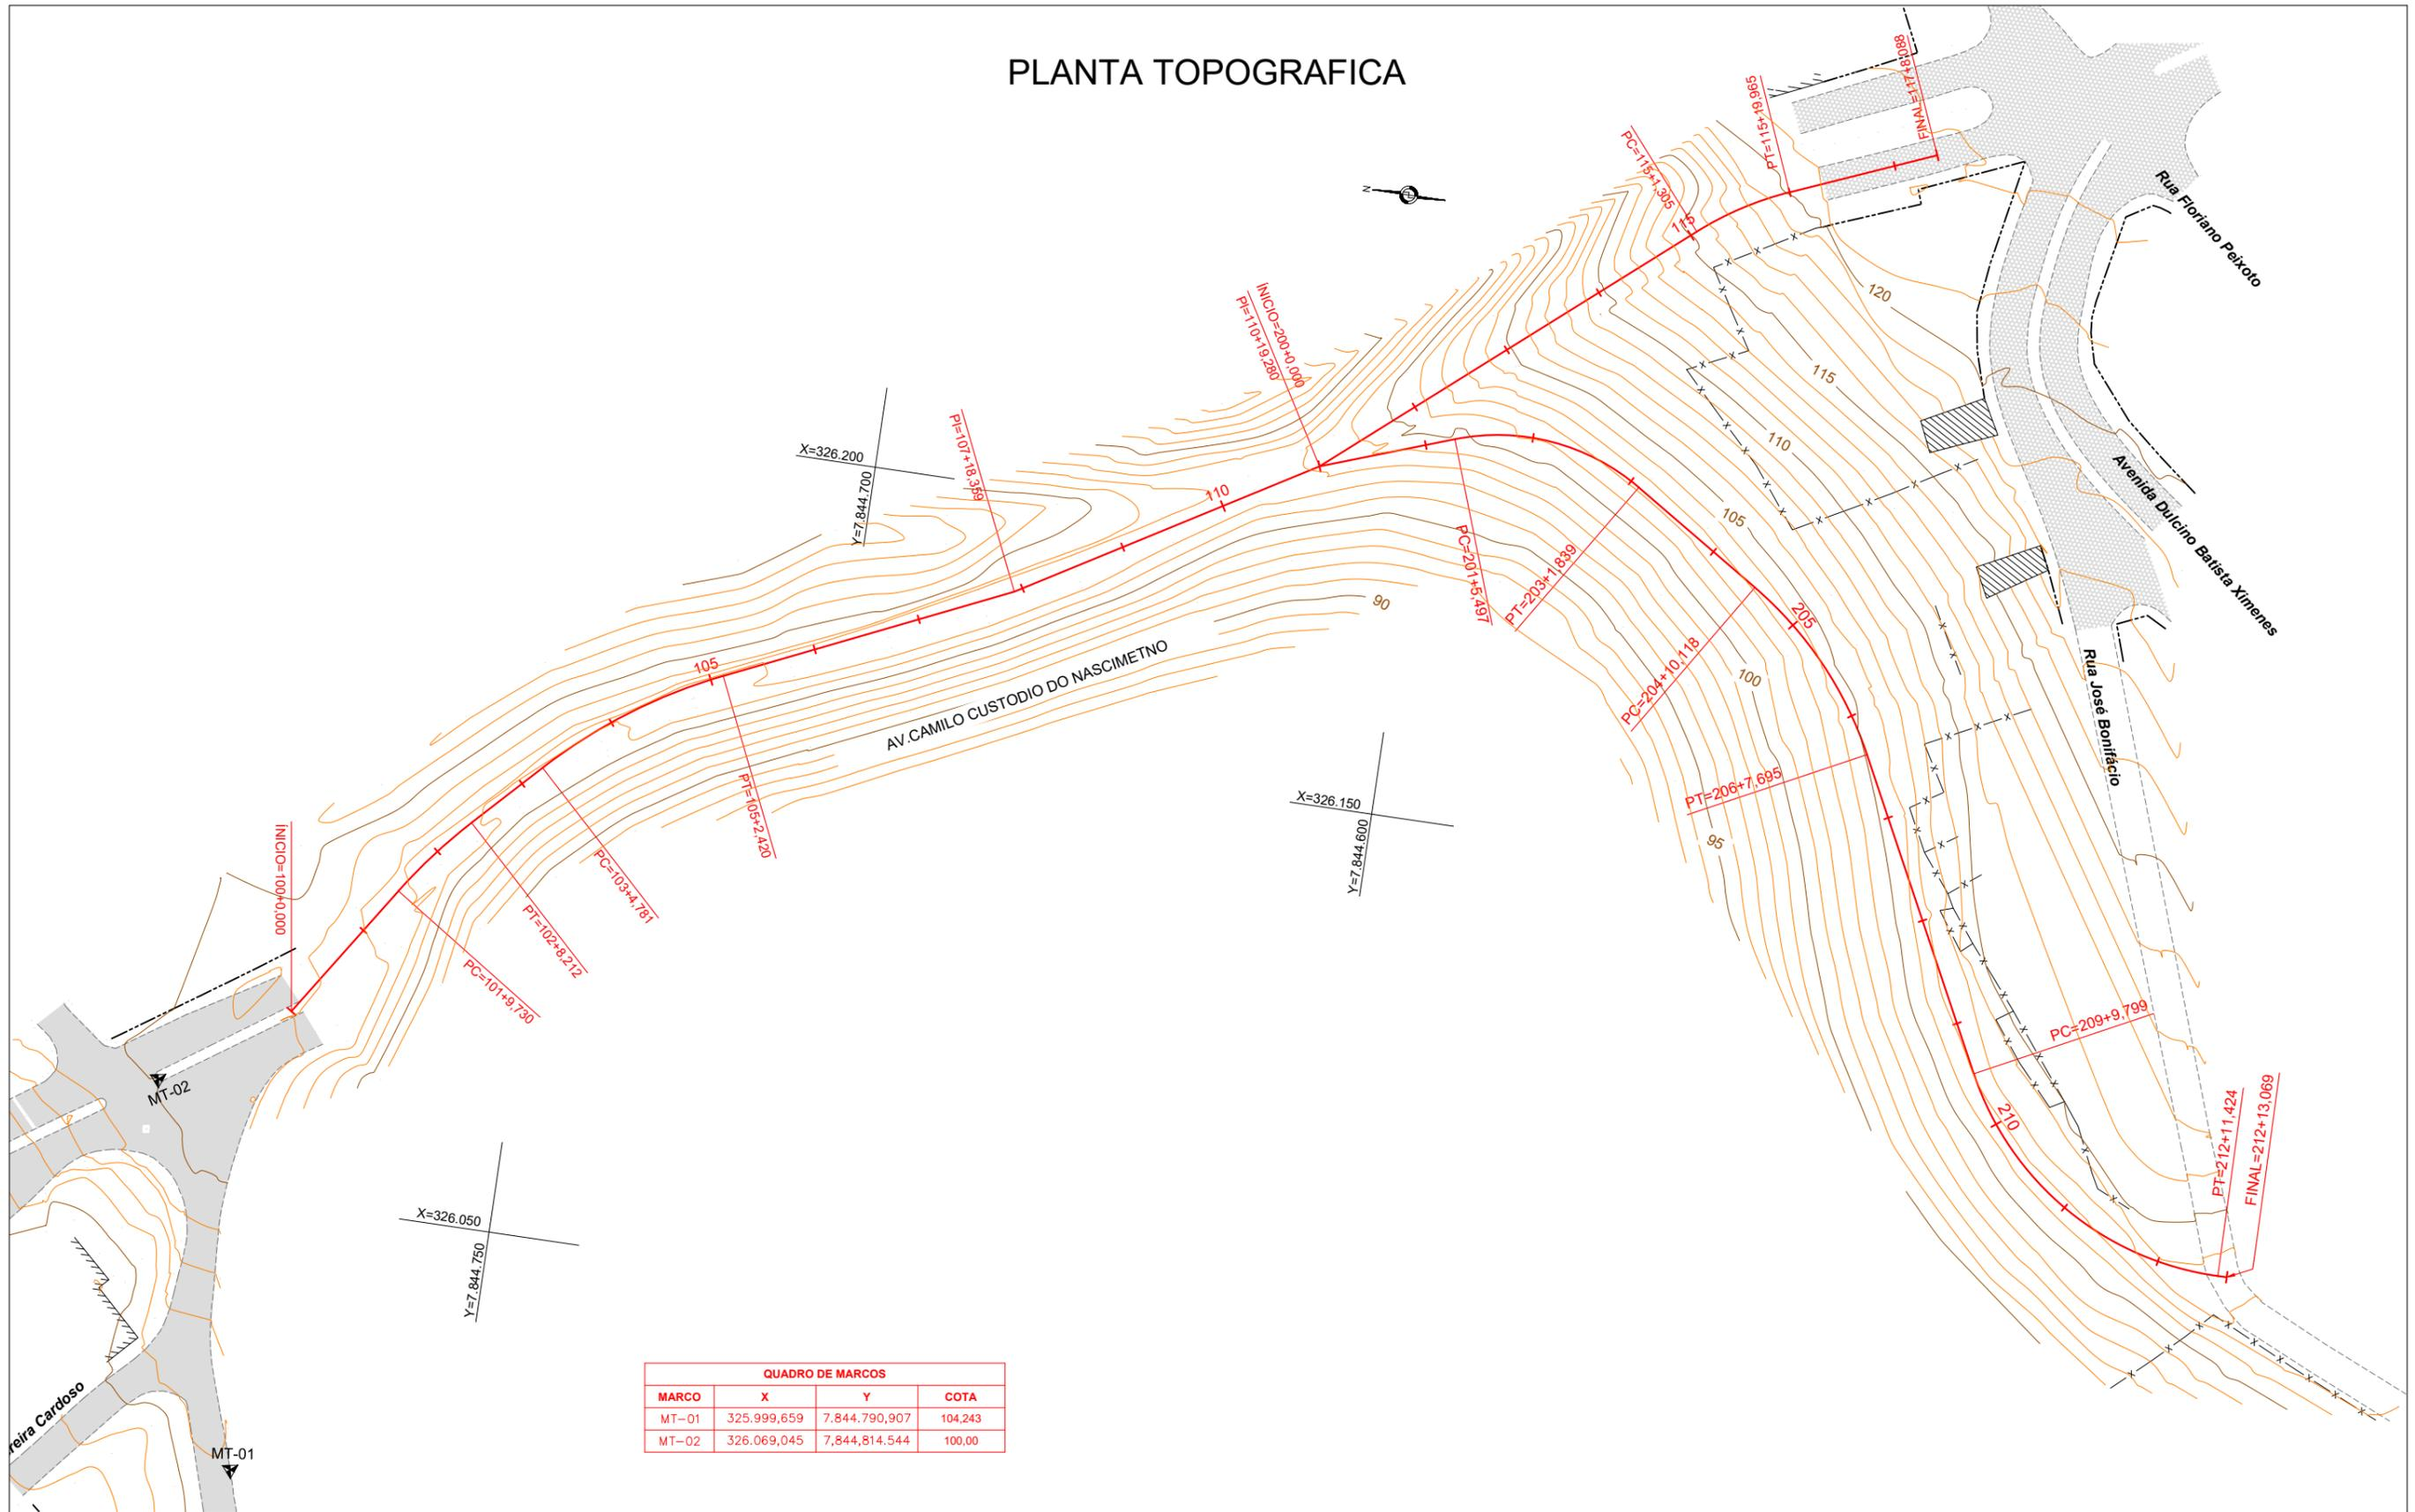 PLANTA TOPOGRAFICA
FINAL=117+8088
PT=115+19,965
PC=115+1,305
115
N
Rua Floriano Peixoto
120
ÍNICIO=200+0,000
PI=110+19,280
115
PI=107+18,359
X=326.200
Y=7.844.700
110
110
Avenida Dulcino Batista Ximenes
105
PC=201+5,497
PT=203+1,839
90
205
105
AV.CAMILO CUSTODIO DO NASCIMETNO
PC=204+10,118
100
Rua José Bonifácio
PT=206+7,695
X=326.150
Y=7.844.600
95
PT=105+2,420
ÍNICIO=100+0,000
PC=103+4,781
PT=102+8,212
PC=101+9,730
PC=209+9,799
MT-02
210
PT=212+11,424
FINAL=212+13,069
X=326.050
Y=7.844.750
QUADRO DE MARCOS
MARCO X Y COTA
MT-01 325.999,659 7.844.790,907 104,243
MT-02 326.069,045 7,844,814.544 100,00
reira Cardoso
MT-01